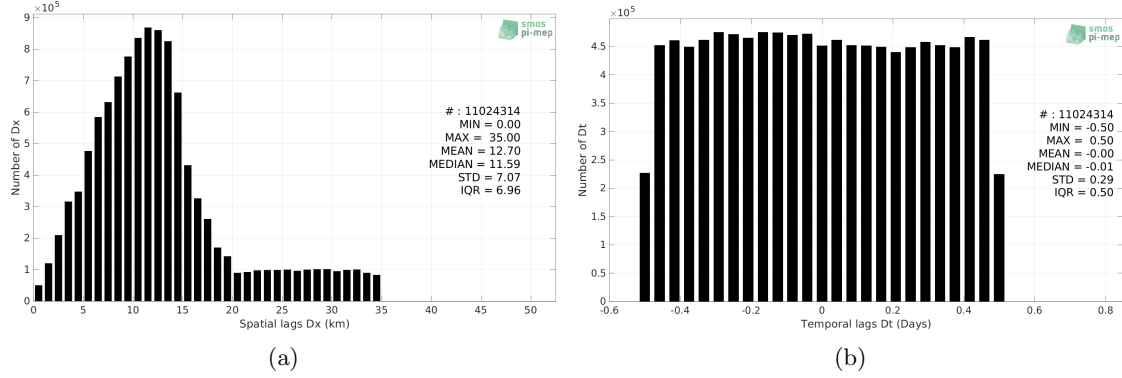 ×10⁵
9
8
7
6
5
4
3
2
1
0
Number of Dx
smos
pi-mep
# : 11024314
MIN = 0.00
MAX = 35.00
MEAN = 12.70
MEDIAN = 11.59
STD = 7.07
IQR = 6.96
0 5 10 15 20 25 30 35 40 45 50
Spatial lags Dx (km)
(a)
×10⁵
4.5
4
3.5
3
2.5
2
1.5
1
0.5
0
Number of Dt
smos
pi-mep
# : 11024314
MIN = -0.50
MAX = 0.50
MEAN = -0.00
MEDIAN = -0.01
STD = 0.29
IQR = 0.50
-0.6 -0.4 -0.2 0 0.2 0.4 0.6 0.8
Temporal lags Dt (Days)
(b)